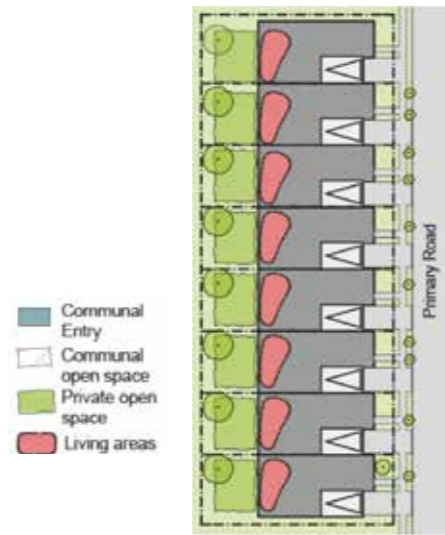 Communal
Entry
Communal
open space
Private open
space
Living areas
Primary Road